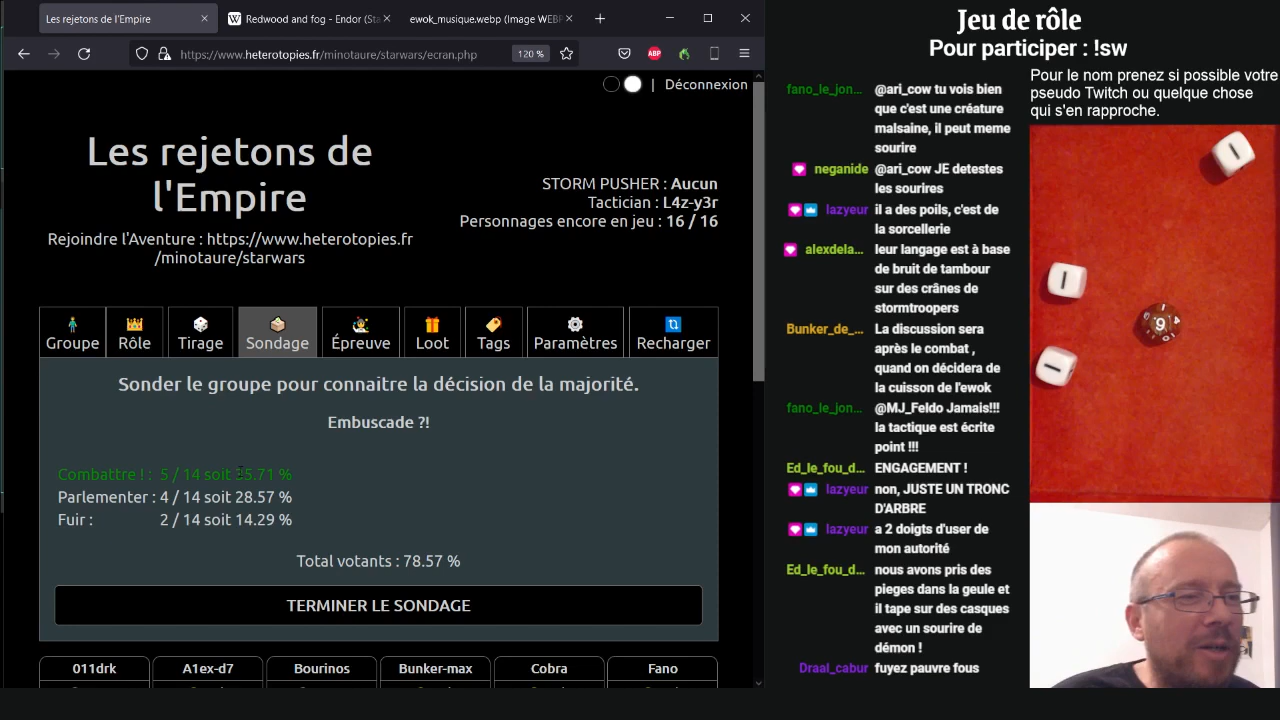 Les rejetons de l'Empire
Redwood and fog - Endor (Sta
ewok_musique.webp (Image WEBP
https://www.heterotopies.fr/minotaure/starwars/ecran.php
120 %
ABP
| Déconnexion
Les rejetons de
l'Empire
Rejoindre l'Aventure : https://www.heterotopies.fr
/minotaure/starwars
STORM PUSHER : Aucun
Tactician : L4z-y3r
Personnages encore en jeu : 16 / 16
Groupe
Rôle
Tirage
Sondage
Épreuve
Loot
Tags
Paramètres
Recharger
Sonder le groupe pour connaitre la décision de la majorité.
Embuscade ?!
Combattre ! : 5 / 14 soit 35.71 %
Parlementer : 4 / 14 soit 28.57 %
Fuir : 2 / 14 soit 14.29 %
Total votants : 78.57 %
TERMINER LE SONDAGE
011drk
A1ex-d7
Bourinos
Bunker-max
Cobra
Fano
fano_le_jon... @ari_cow tu vois bien
que c'est une créature
malsaine, il peut meme
sourire
neganide @ari_cow JE detestes
les sourires
lazyeur il a des poils, c'est de
la sorcellerie
alexdela... leur langage est à base
de bruit de tambour
sur des crânes de
stormtroopers
Bunker_de_... La discussion sera
après le combat ,
quand on décidera de
la cuisson de l'ewok
fano_le_jon... @MJ_Feldo Jamais!!!
la tactique est écrite
point !!!
Ed_le_fou_d... ENGAGEMENT !
lazyeur non, JUSTE UN TRONC
D'ARBRE
lazyeur a 2 doigts d'user de
mon autorité
Ed_le_fou_d... nous avons pris des
pieges dans la geule et
il tape sur des casques
avec un sourire de
démon !
Draal_cabur fuyez pauvre fous
Jeu de rôle
Pour participer : !sw
Pour le nom prenez si possible votre
pseudo Twitch ou quelque chose
qui s'en rapproche.
9